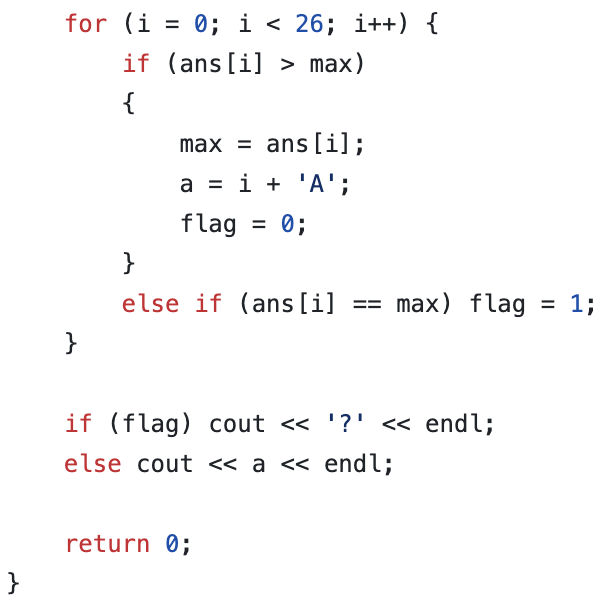 for (i = 0; i < 26; i++) {
        if (ans[i] > max)
        {
            max = ans[i];
            a = i + 'A';
            flag = 0;
        }
        else if (ans[i] == max) flag = 1;
    }

    if (flag) cout << '?' << endl;
    else cout << a << endl;

    return 0;
}